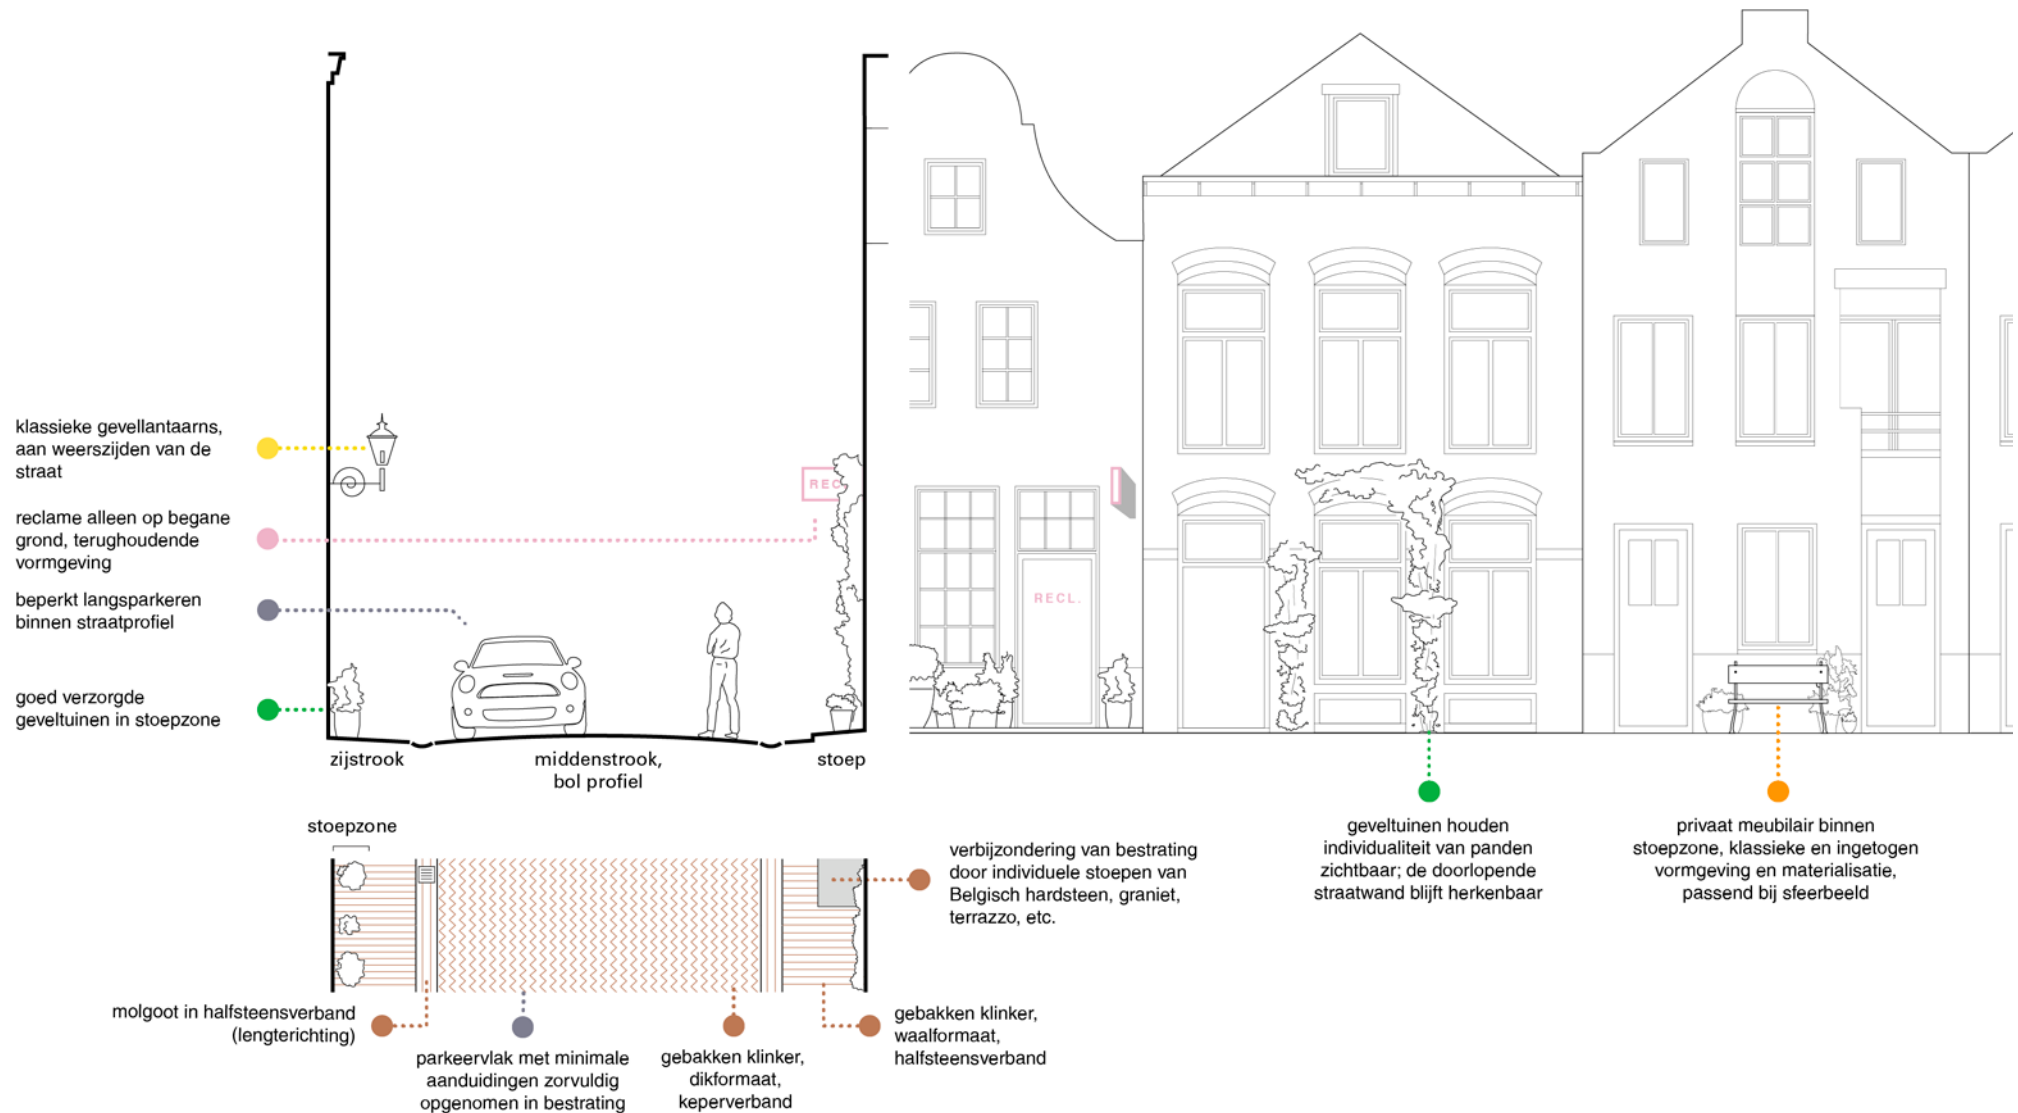 klassieke gevellantaarns,
aan weerszijden van de
straat
reclame alleen op begane
grond, terughoudende
vormgeving
beperkt langsparkeren
binnen straatprofiel
goed verzorgde
geveltuinen in stoepzone
REC
RECL.
zijstrook
middenstrook,
bol profiel
stoep
stoepzone
verbijzondering van bestrating
door individuele stoepen van
Belgisch hardsteen, graniet,
terrazzo, etc.
geveltuinen houden
individualiteit van panden
zichtbaar; de doorlopende
straatwand blijft herkenbaar
privaat meubilair binnen
stoepzone, klassieke en ingetogen
vormgeving en materialisatie,
passend bij sfeerbeeld
molgoot in halfsteensverband
(lengterichting)
parkeervlak met minimale
aanduidingen zorvuldig
opgenomen in bestrating
gebakken klinker,
dikformaat,
keperverband
gebakken klinker,
waalformaat,
halfsteensverband